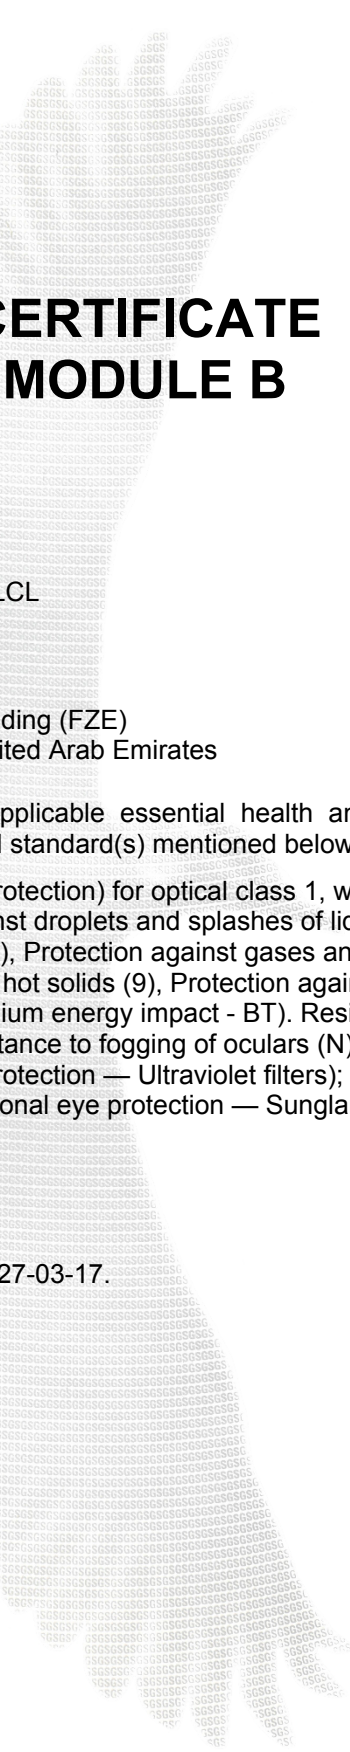 CERTIFICATE
MODULE B
LCL
ding (FZE)
ited Arab Emirates
pplicable essential health an
l standard(s) mentioned below
rotection) for optical class 1, w
nst droplets and splashes of lic
), Protection against gases an
hot solids (9), Protection agai
ium energy impact - BT). Resi
tance to fogging of oculars (N)
rotection — Ultraviolet filters);
onal eye protection — Sungla
27-03-17.